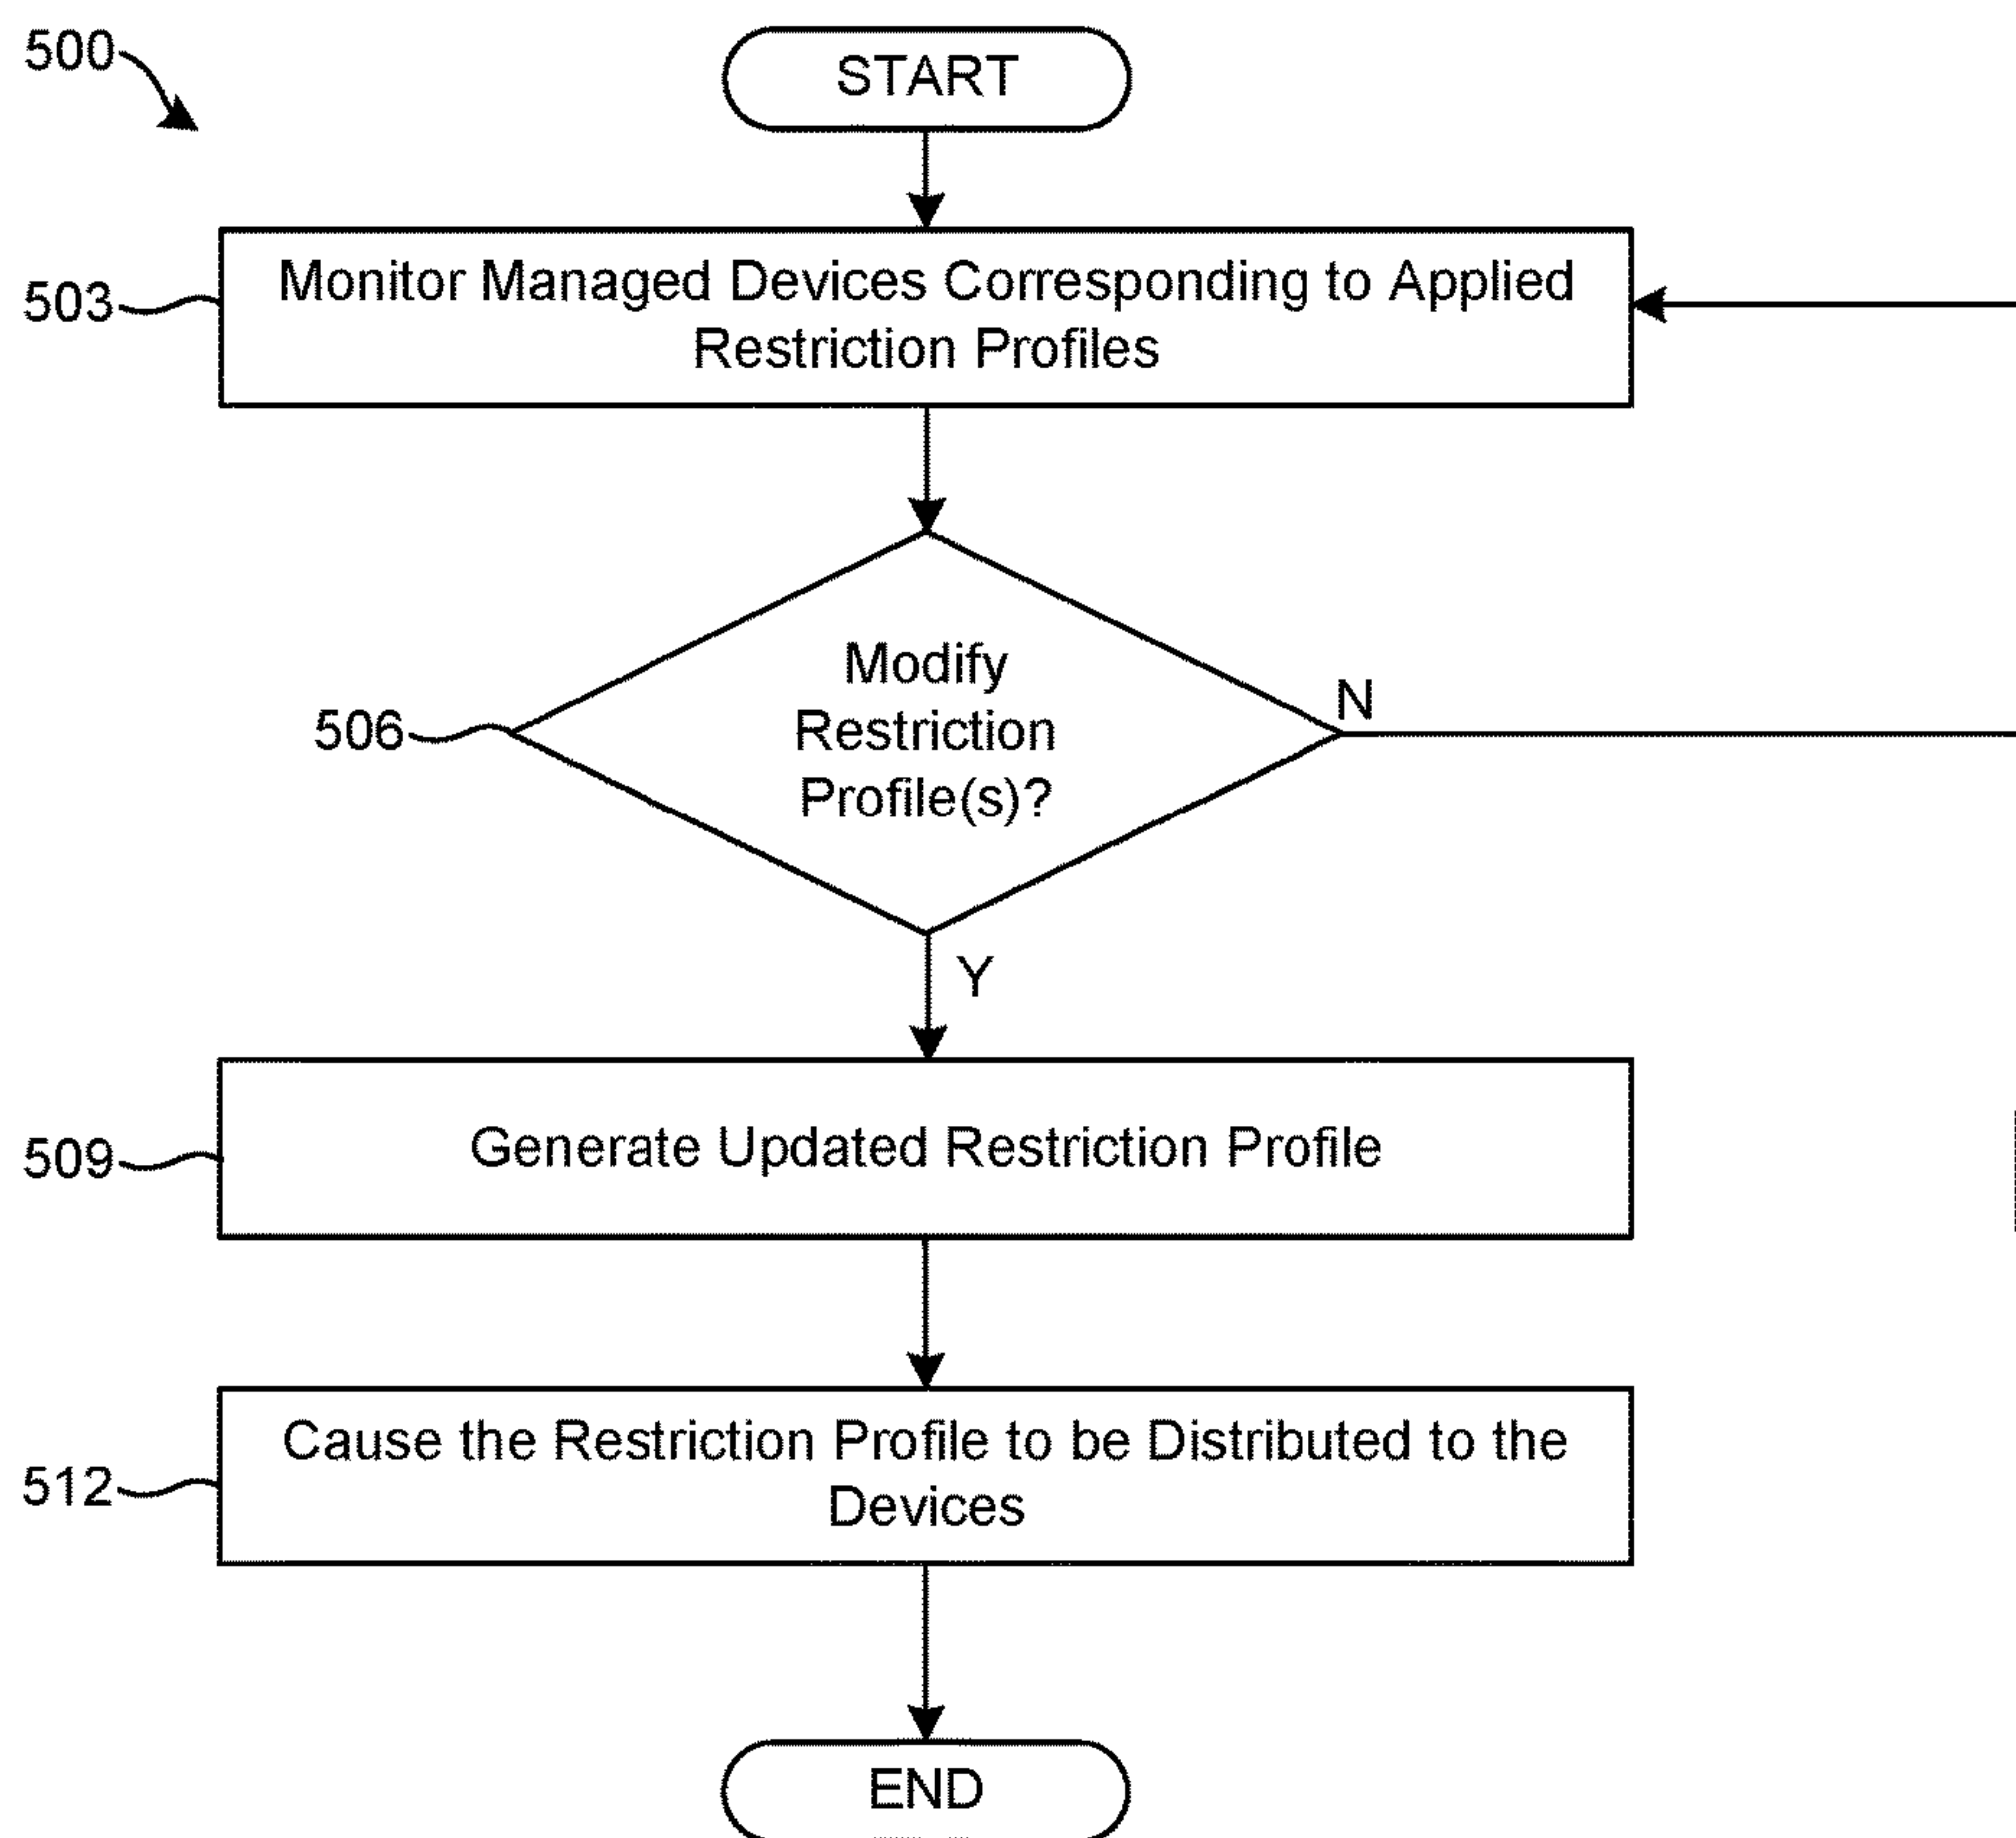 500
START
503
Monitor Managed Devices Corresponding to Applied
Restriction Profiles
506
Modify
Restriction
Profile(s)?
N
Y
509
Generate Updated Restriction Profile
512
Cause the Restriction Profile to be Distributed to the
Devices
END